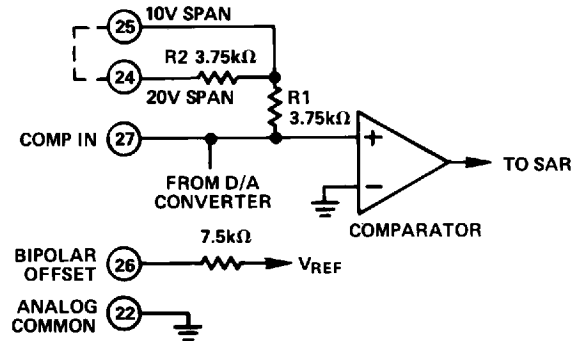 25 10V SPAN
R2 3.75kΩ
24
20V SPAN
R1
3.75kΩ
COMP IN 27
+
−
TO SAR
FROM D/A
CONVERTER
COMPARATOR
7.5kΩ
BIPOLAR
OFFSET 26
VREF
ANALOG
COMMON 22